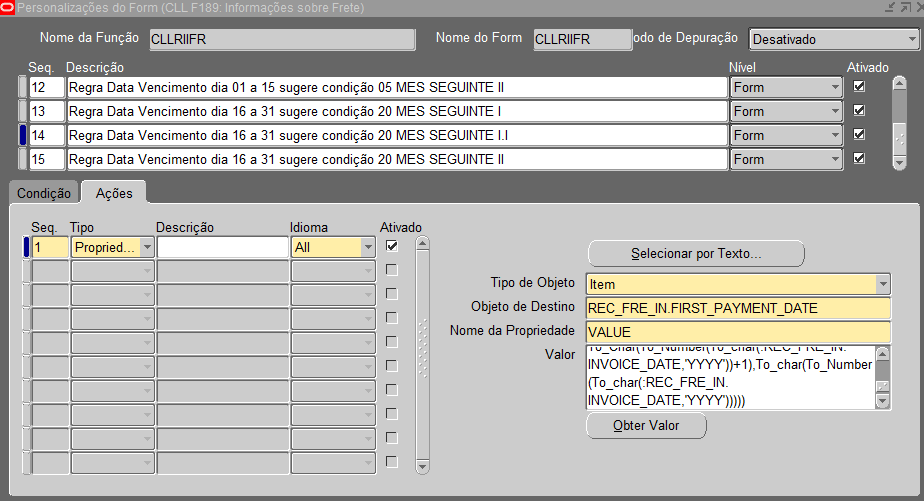 Personalizações do Form (CLL F189: Informações sobre Frete)
Nome da Função CLLRIIFR Nome do Form CLLRIIFR odo de Depuração Desativado
Seq. Descrição Nível Ativado
12 Regra Data Vencimento dia 01 a 15 sugere condição 05 MES SEGUINTE II Form
13 Regra Data Vencimento dia 16 a 31 sugere condição 20 MES SEGUINTE I Form
14 Regra Data Vencimento dia 16 a 31 sugere condição 20 MES SEGUINTE I.I Form
15 Regra Data Vencimento dia 16 a 31 sugere condição 20 MES SEGUINTE II Form
Condição Ações
Seq. Tipo Descrição Idioma Ativado
1 Propried... All
Selecionar por Texto...
Tipo de Objeto Item
Objeto de Destino REC_FRE_IN.FIRST_PAYMENT_DATE
Nome da Propriedade VALUE
Valor To_Char(To_Number(To_char(:REC_FRE_IN.
INVOICE_DATE,'YYYY'))+1),To_char(To_Number
(To_char(:REC_FRE_IN.
INVOICE_DATE,'YYYY')))))
Obter Valor